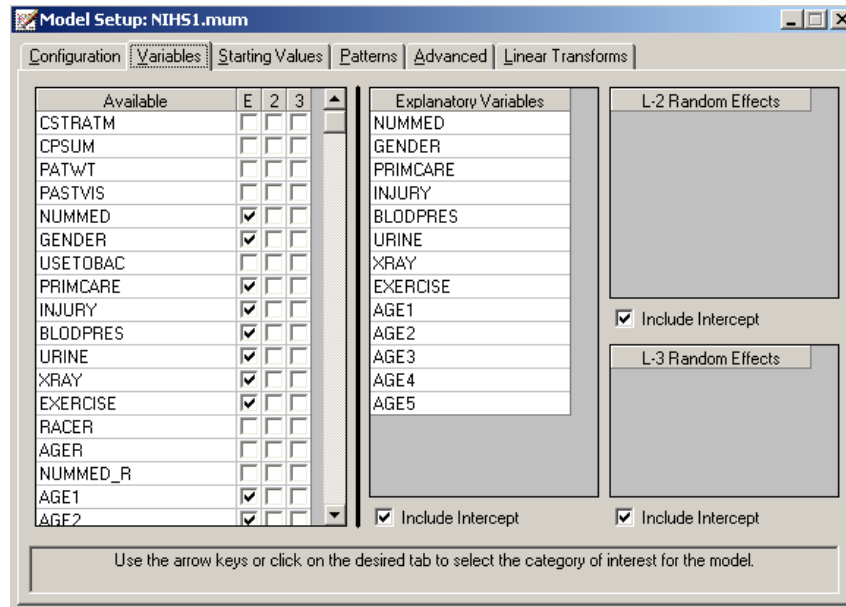 Model Setup: NIHS1.mum
Configuration Variables Starting Values Patterns Advanced Linear Transforms
Available E 2 3
CSTRATM
CPSUM
PATWT
PASTVIS
NUMMED
GENDER
USETOBAC
PRIMCARE
INJURY
BLODPRES
URINE
XRAY
EXERCISE
RACER
AGER
NUMMED_R
AGE1
AGE2
Explanatory Variables
NUMMED
GENDER
PRIMCARE
INJURY
BLODPRES
URINE
XRAY
EXERCISE
AGE1
AGE2
AGE3
AGE4
AGE5
Include Intercept
L-2 Random Effects
Include Intercept
L-3 Random Effects
Include Intercept
Use the arrow keys or click on the desired tab to select the category of interest for the model.